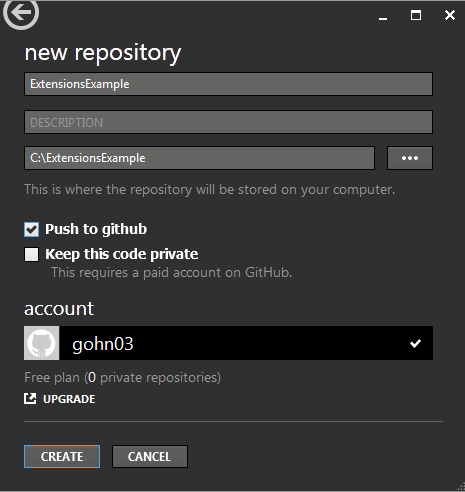 new repository
ExtensionsExample
DESCRIPTION
C:\ExtensionsExample
This is where the repository will be stored on your computer.
Push to github
Keep this code private
This requires a paid account on GitHub.
account
gohn03
Free plan (0 private repositories)
UPGRADE
CREATE CANCEL